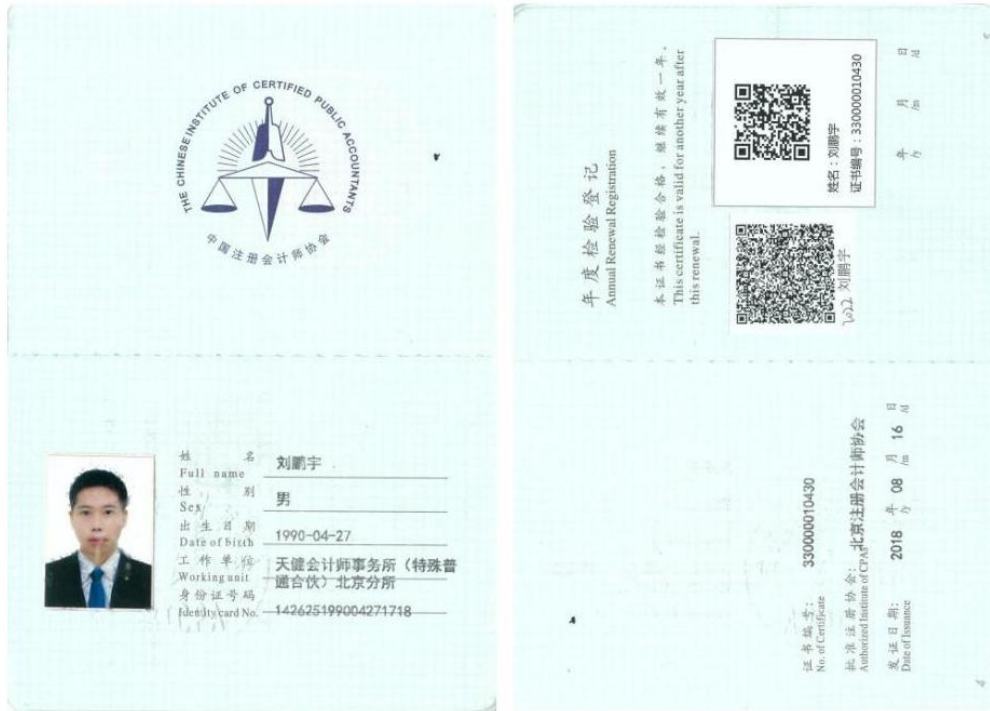 THE CHINESE INSTITUTE OF CERTIFIED PUBLIC ACCOUNTANTS
中国注册会计师协会
姓 名
Full name
刘鹏宇
性 别
Sex
男
出生日期
Date of birth
1990-04-27
工作单位
Working unit
天健会计师事务所（特殊普
通合伙）北京分所
身份证号码
Identity card No.
142625199004271718
年度检验登记
Annual Renewal Registration
本证书经检验合格，继续有效一年。
This certificate is valid for another year after
this renewal.
姓名：刘鹏宇
证书编号：330000010430
2022 刘鹏宇
年 月 日
/y /m /d
证书编号：
No. of Certificate
330000010430
批准注册协会：
Authorized Institute of CPAs
北京注册会计师协会
发证日期：
Date of Issuance
2018 年 08 月 16 日
/y /m /d
4
5